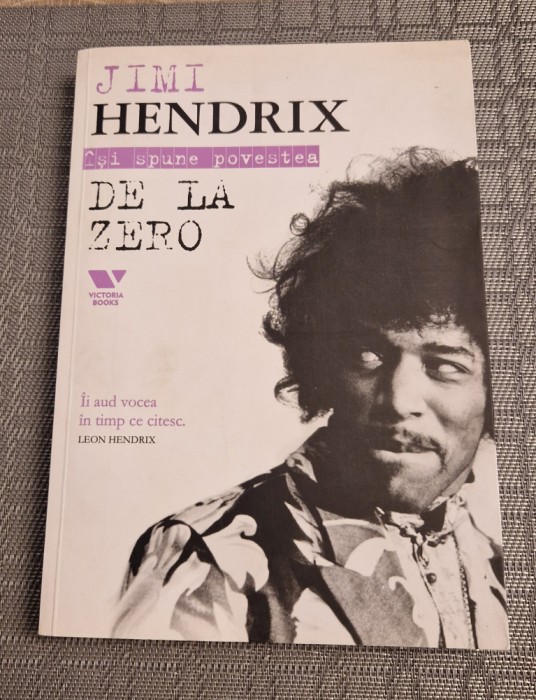 JIMI
HENDRIX
își spune povestea
DE LA
ZERO
VICTORIA
BOOKS
Îi aud vocea
în timp ce citesc.
LEON HENDRIX